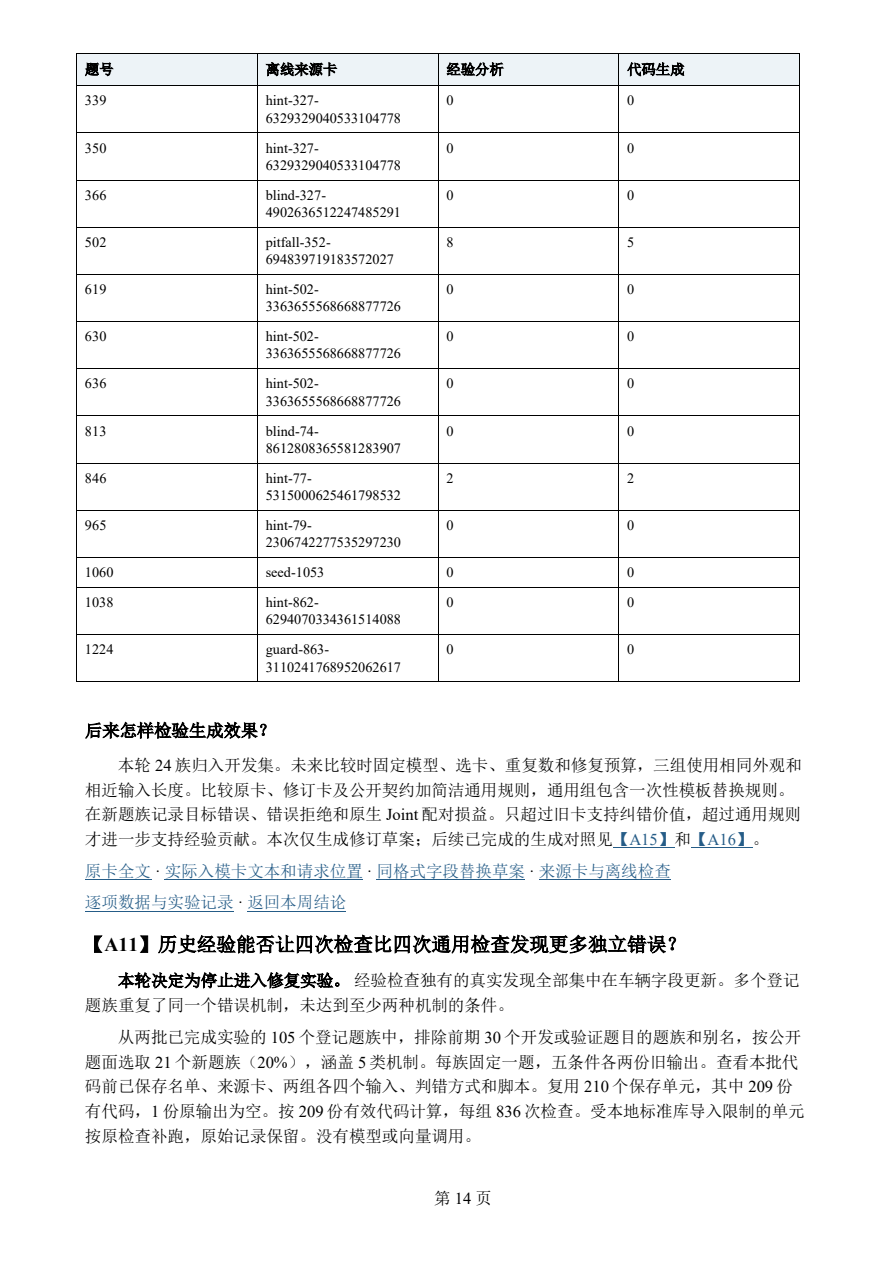 题号 离线来源卡 经验分析 代码生成
339 hint-327- 0 0
6329329040533104778
350 hint-327- 0 0
6329329040533104778
366 blind-327- 0 0
4902636512247485291
502 pitfall-352- 8 5
694839719183572027
619 hint-502- 0 0
3363655568668877726
630 hint-502- 0 0
3363655568668877726
636 hint-502- 0 0
3363655568668877726
813 blind-74- 0 0
8612808365581283907
846 hint-77- 2 2
5315000625461798532
965 hint-79- 0 0
2306742277535297230
1060 seed-1053 0 0
1038 hint-862- 0 0
6294070334361514088
1224 guard-863- 0 0
3110241768952062617
后来怎样检验生成效果？
本轮 24 族归入开发集。未来比较时固定模型、选卡、重复数和修复预算，三组使用相同外观和
相近输入长度。比较原卡、修订卡及公开契约加简洁通用规则，通用组包含一次性模板替换规则。
在新题族记录目标错误、错误拒绝和原生 Joint 配对损益。只超过旧卡支持纠错价值，超过通用规则
才进一步支持经验贡献。本次仅生成修订草案；后续已完成的生成对照见【A15】和【A16】。
原卡全文 · 实际入模卡文本和请求位置 · 同格式字段替换草案 · 来源卡与离线检查
逐项数据与实验记录 · 返回本周结论
【A11】历史经验能否让四次检查比四次通用检查发现更多独立错误？
本轮决定为停止进入修复实验。 经验检查独有的真实发现全部集中在车辆字段更新。多个登记
题族重复了同一个错误机制，未达到至少两种机制的条件。
从两批已完成实验的 105 个登记题族中，排除前期 30 个开发或验证题目的题族和别名，按公开
题面选取 21 个新题族（20%），涵盖 5 类机制。每族固定一题，五条件各两份旧输出。查看本批代
码前已保存名单、来源卡、两组各四个输入、判错方式和脚本。复用 210 个保存单元，其中 209 份
有代码，1 份原输出为空。按 209 份有效代码计算，每组 836 次检查。受本地标准库导入限制的单元
按原检查补跑，原始记录保留。没有模型或向量调用。
第 14 页